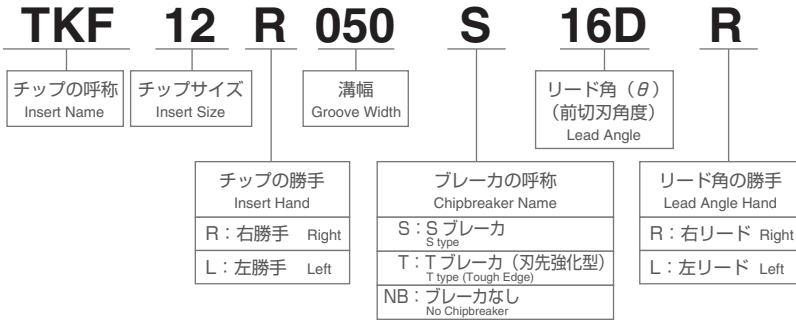 TKF 12 R 050 S 16D R
チップの呼称
Insert Name
チップサイズ
Insert Size
溝幅
Groove Width
リード角（θ）
（前切刃角度）
Lead Angle
チップの勝手
Insert Hand
R：右勝手 Right
L：左勝手 Left
ブレーカの呼称
Chipbreaker Name
S：S ブレーカ
S type
T：T ブレーカ（刃先強化型）
T type (Tough Edge)
NB：ブレーカなし
No Chipbreaker
リード角の勝手
Lead Angle Hand
R：右リード Right
L：左リード Left